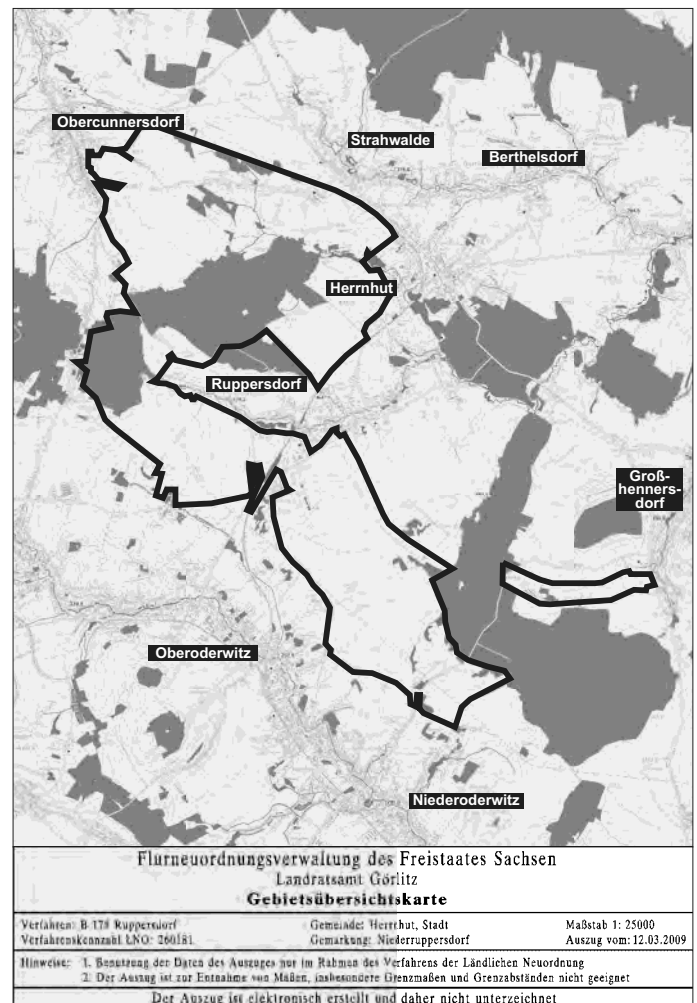 Obercunnersdorf
Strahwalde
Berthelsdorf
Herrnhut
Ruppersdorf
Groß-
henners-
dorf
Oberoderwitz
Niederoderwitz
Flurneuordnungsverwaltung des Freistaates Sachsen
Landratsamt Görlitz
Gebietsübersichtskarte
Verfahren: B 178 Ruppersdorf Gemeinde: Herrnhut, Stadt Maßstab 1: 25000
Verfahrenskennzahl LNO: 260181 Gemarkung: Niederruppersdorf Auszug vom: 12.03.2009
Hinweise: 1. Benutzung der Daten des Auszuges nur im Rahmen des Verfahrens der Ländlichen Neuordnung
2. Der Auszug ist zur Entnahme von Maßen, insbesondere Grenzmaßen und Grenzabständen nicht geeignet
Der Auszug ist elektronisch erstellt und daher nicht unterzeichnet